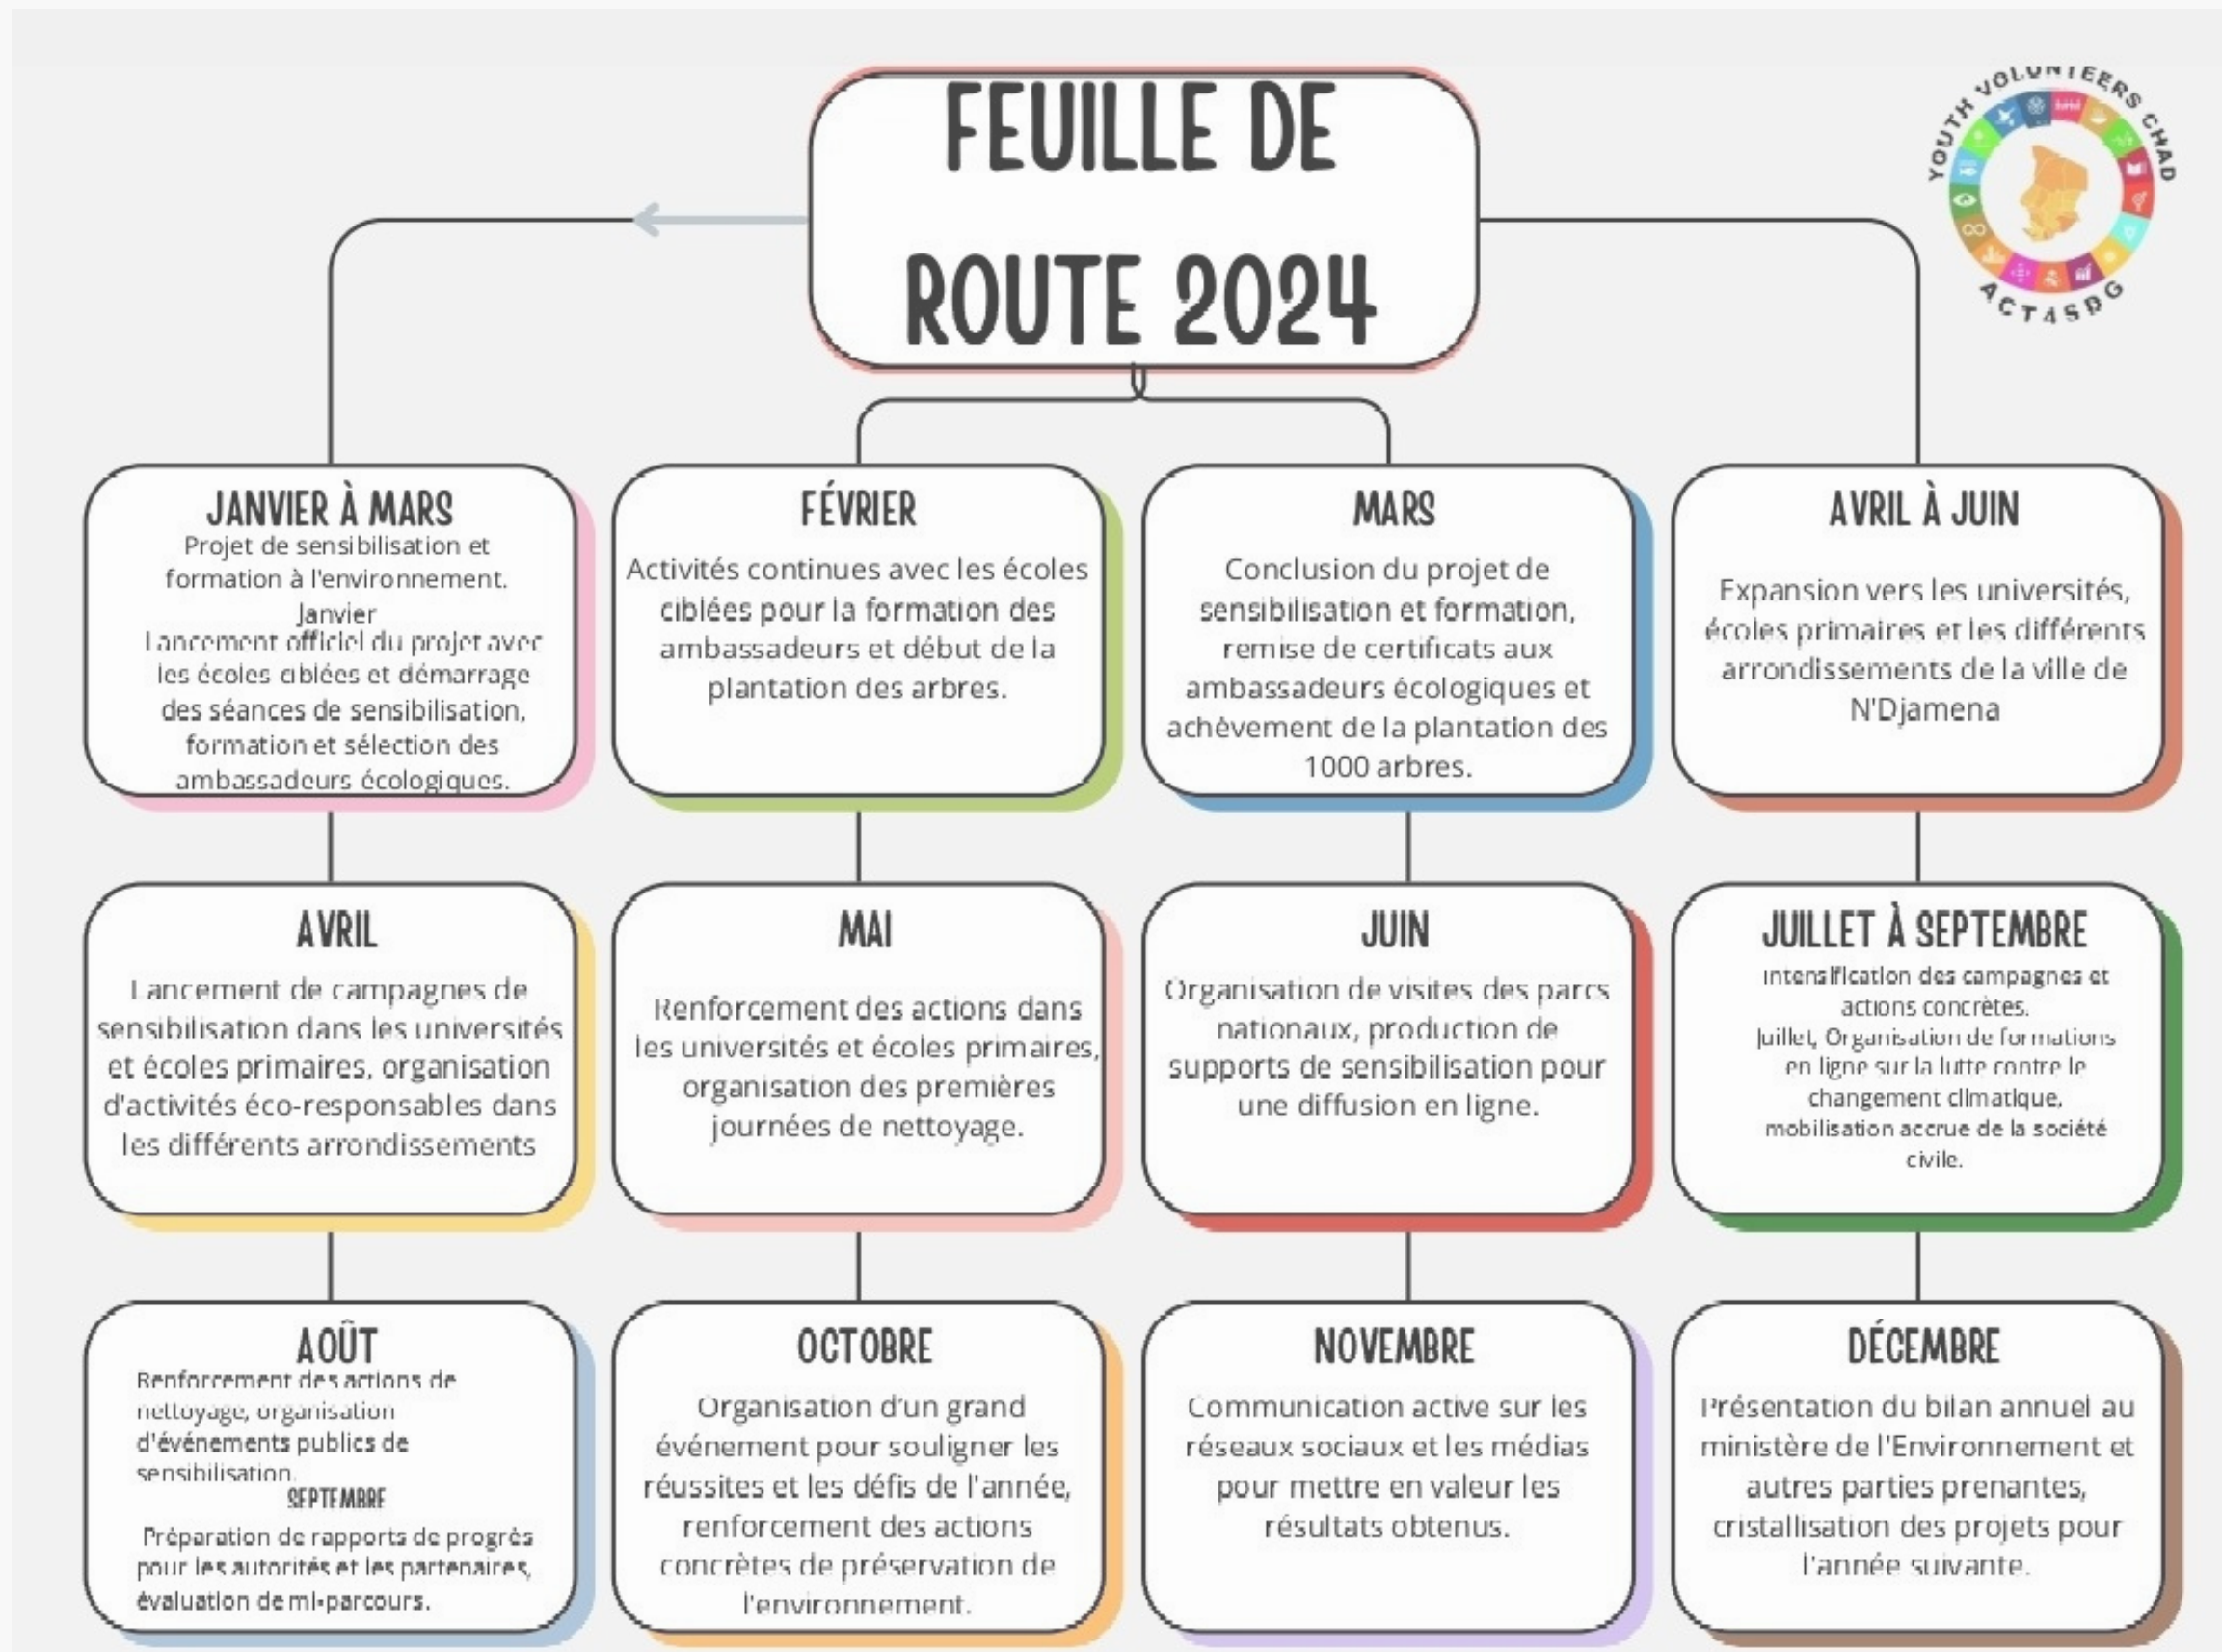 FEUILLE DE
ROUTE 2024
YOUTH VOLUNTEERS CHAD
ACT4SDG
JANVIER À MARS
Projet de sensibilisation et
formation à l'environnement.
Janvier
Lancement officiel du projet avec
les écoles ciblées et démarrage
des séances de sensibilisation,
formation et sélection des
ambassadeurs écologiques.
FÉVRIER
Activités continues avec les écoles
ciblées pour la formation des
ambassadeurs et début de la
plantation des arbres.
MARS
Conclusion du projet de
sensibilisation et formation,
remise de certificats aux
ambassadeurs écologiques et
achèvement de la plantation des
1000 arbres.
AVRIL À JUIN
Expansion vers les universités,
écoles primaires et les différents
arrondissements de la ville de
N'Djamena
AVRIL
Lancement de campagnes de
sensibilisation dans les universités
et écoles primaires, organisation
d'activités éco-responsables dans
les différents arrondissements
MAI
Renforcement des actions dans
les universités et écoles primaires,
organisation des premières
journées de nettoyage.
JUIN
Organisation de visites des parcs
nationaux, production de
supports de sensibilisation pour
une diffusion en ligne.
JUILLET À SEPTEMBRE
Intensification des campagnes et
actions concrètes.
Juillet, Organisation de formations
en ligne sur la lutte contre le
changement climatique,
mobilisation accrue de la société
civile.
AOÛT
Renforcement des actions de
nettoyage, organisation
d'événements publics de
sensibilisation.
SEPTEMBRE
Préparation de rapports de progrès
pour les autorités et les partenaires,
évaluation de mi-parcours.
OCTOBRE
Organisation d'un grand
événement pour souligner les
réussites et les défis de l'année,
renforcement des actions
concrètes de préservation de
l'environnement.
NOVEMBRE
Communication active sur les
réseaux sociaux et les médias
pour mettre en valeur les
résultats obtenus.
DÉCEMBRE
Présentation du bilan annuel au
ministère de l'Environnement et
autres parties prenantes,
cristallisation des projets pour
l'année suivante.